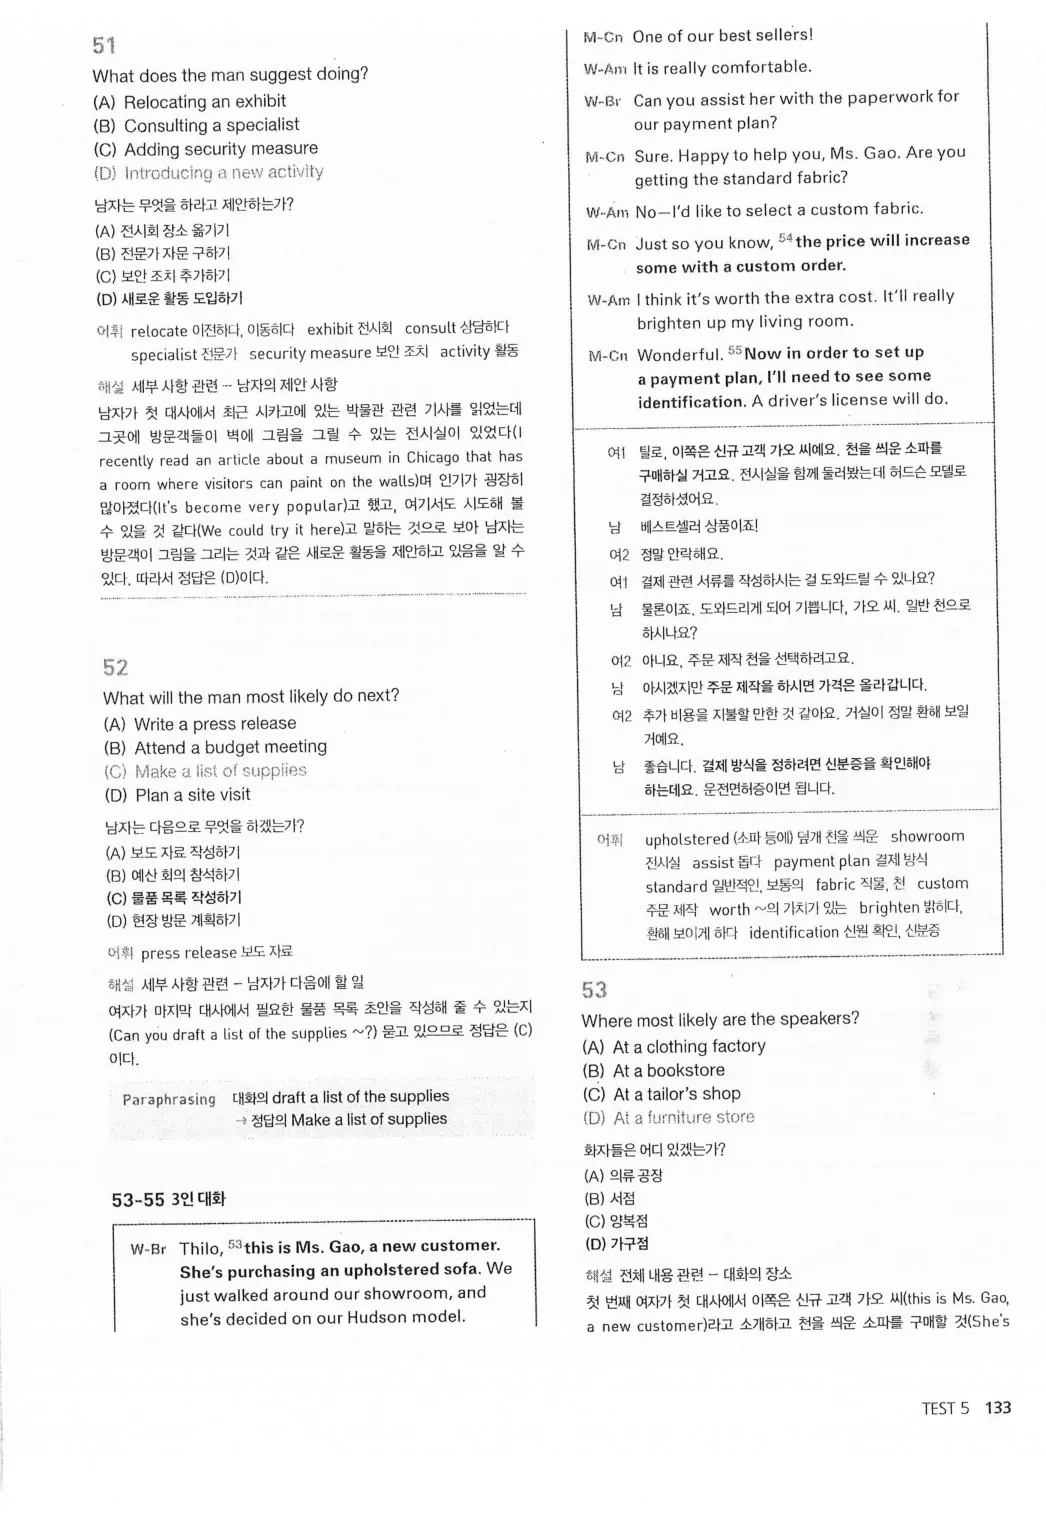 51
What does the man suggest doing?
(A) Relocating an exhibit
(B) Consulting a specialist
(C) Adding security measure
(D) Introducing a new activity
남자는 무엇을 하라고 제안하는가?
(A) 전시회 장소 옮기기
(B) 전문가 자문 구하기
(C) 보안 조치 추가하기
(D) 새로운 활동 도입하기
어휘 relocate 이전하다, 이동하다 exhibit 전시회 consult 상담하다
specialist 전문가 security measure 보안 조치 activity 활동
해설 세부 사항 관련 – 남자의 제안 사항
남자가 첫 대사에서 최근 시카고에 있는 박물관 관련 기사를 읽었는데
그곳에 방문객들이 벽에 그림을 그릴 수 있는 전시실이 있었다(I
recently read an article about a museum in Chicago that has
a room where visitors can paint on the walls)며 인기가 굉장히
많아졌다(It's become very popular)고 했고, 여기서도 시도해 볼
수 있을 것 같다(We could try it here)고 말하는 것으로 보아 남자는
방문객이 그림을 그리는 것과 같은 새로운 활동을 제안하고 있음을 알 수
있다. 따라서 정답은 (D)이다.
52
What will the man most likely do next?
(A) Write a press release
(B) Attend a budget meeting
(C) Make a list of supplies
(D) Plan a site visit
남자는 다음으로 무엇을 하겠는가?
(A) 보도 자료 작성하기
(B) 예산 회의 참석하기
(C) 물품 목록 작성하기
(D) 현장 방문 계획하기
어휘 press release 보도 자료
해설 세부 사항 관련 – 남자가 다음에 할 일
여자가 마지막 대사에서 필요한 물품 목록 초안을 작성해 줄 수 있는지
(Can you draft a list of the supplies ~?) 묻고 있으므로 정답은 (C)
이다.
Paraphrasing 대화의 draft a list of the supplies
→ 정답의 Make a list of supplies
53-55 3인 대화
W-Br Thilo, 53this is Ms. Gao, a new customer.
She's purchasing an upholstered sofa. We
just walked around our showroom, and
she's decided on our Hudson model.
M-Cn One of our best sellers!
W-Am It is really comfortable.
W-Br Can you assist her with the paperwork for
our payment plan?
M-Cn Sure. Happy to help you, Ms. Gao. Are you
getting the standard fabric?
W-Am No—I'd like to select a custom fabric.
M-Cn Just so you know, 54the price will increase
some with a custom order.
W-Am I think it's worth the extra cost. It'll really
brighten up my living room.
M-Cn Wonderful. 55Now in order to set up
a payment plan, I'll need to see some
identification. A driver's license will do.
여1 틸로, 이쪽은 신규 고객 가오 씨예요. 천을 씌운 소파를
구매하실 거고요. 전시실을 함께 둘러봤는데 허드슨 모델로
결정하셨어요.
남 베스트셀러 상품이죠!
여2 정말 안락해요.
여1 결제 관련 서류를 작성하시는 걸 도와드릴 수 있나요?
남 물론이죠. 도와드리게 되어 기쁩니다, 가오 씨. 일반 천으로
하시나요?
여2 아니요, 주문 제작 천을 선택하려고요.
남 아시겠지만 주문 제작을 하시면 가격은 올라갑니다.
여2 추가 비용을 지불할 만한 것 같아요. 거실이 정말 환해 보일
거예요.
남 좋습니다. 결제 방식을 정하려면 신분증을 확인해야
하는데요. 운전면허증이면 됩니다.
어휘 upholstered (소파 등에) 덮개 천을 씌운 showroom
전시실 assist 돕다 payment plan 결제 방식
standard 일반적인, 보통의 fabric 직물, 천 custom
주문 제작 worth ~의 가치가 있는 brighten 밝히다,
환해 보이게 하다 identification 신원 확인, 신분증
53
Where most likely are the speakers?
(A) At a clothing factory
(B) At a bookstore
(C) At a tailor's shop
(D) At a furniture store
화자들은 어디 있겠는가?
(A) 의류 공장
(B) 서점
(C) 양복점
(D) 가구점
해설 전체 내용 관련 – 대화의 장소
첫 번째 여자가 첫 대사에서 이쪽은 신규 고객 가오 씨(this is Ms. Gao,
a new customer)라고 소개하고 천을 씌운 소파를 구매할 것(She's
TEST 5 133